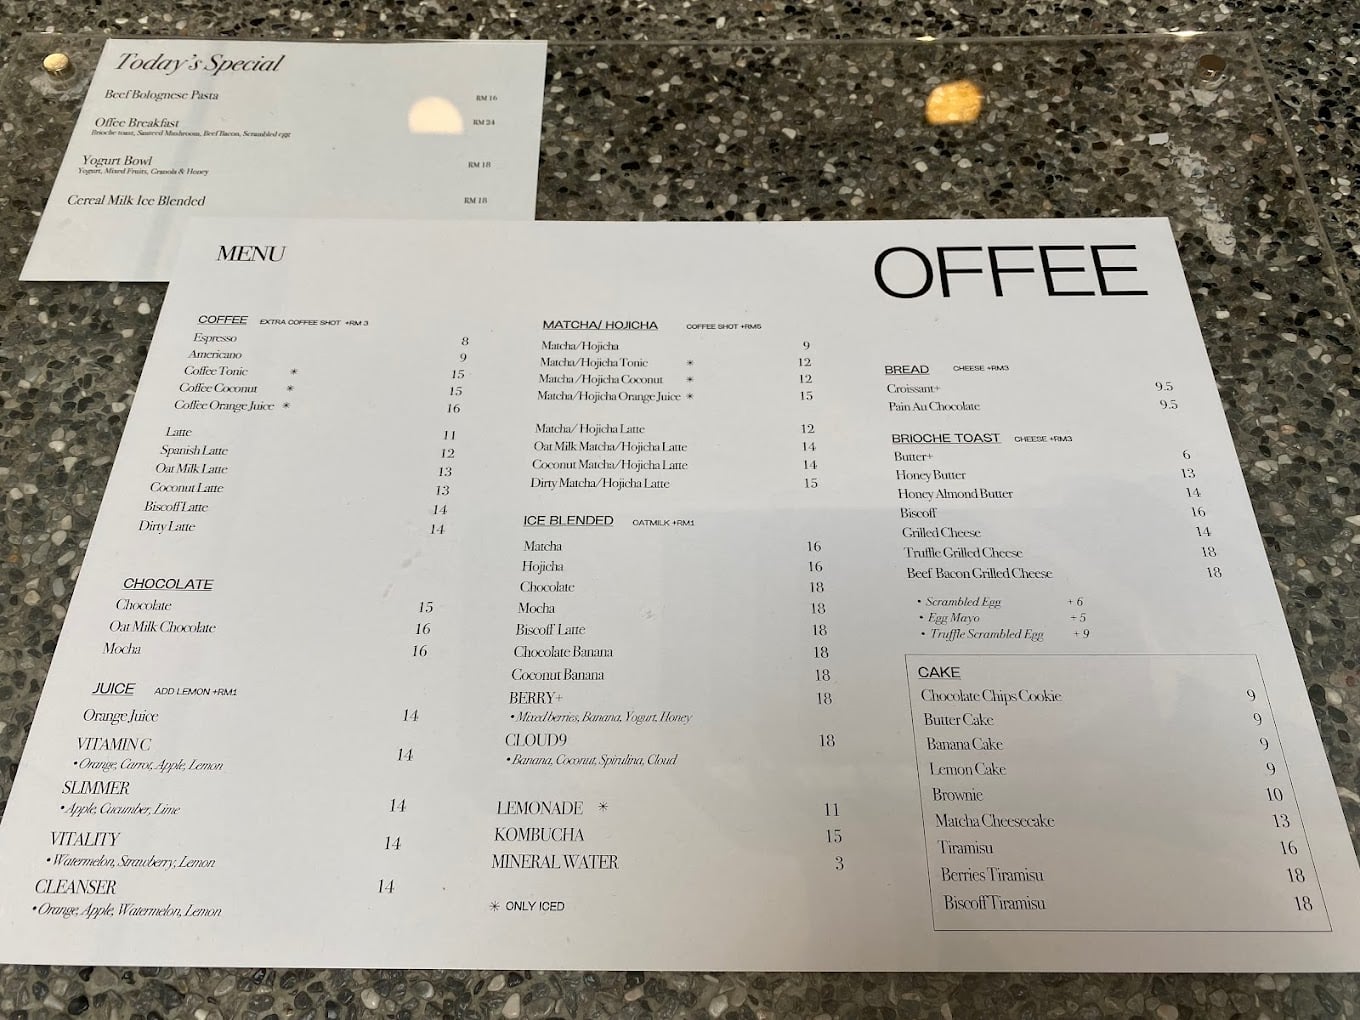 Today's Special
Beef Bolognese Pasta RM 16
Offee Breakfast RM 24
Brioche toast, Sauteed Mushroom, Beef Bacon, Scrambled egg
Yogurt Bowl RM 18
Yogurt, Mixed Fruits, Granola & Honey
Cereal Milk Ice Blended RM 18
MENU
OFFEE
COFFEE EXTRA COFFEE SHOT +RM 3
Espresso 8
Americano 9
Coffee Tonic * 15
Coffee Coconut * 15
Coffee Orange Juice * 16
Latte 11
Spanish Latte 12
Oat Milk Latte 13
Coconut Latte 13
Biscoff Latte 14
Dirty Latte 14
CHOCOLATE
Chocolate 15
Oat Milk Chocolate 16
Mocha 16
JUICE ADD LEMON +RM1
Orange Juice 14
VITAMIN C 14
• Orange, Carrot, Apple, Lemon
SLIMMER 14
• Apple, Cucumber, Lime
VITALITY 14
• Watermelon, Strawberry, Lemon
CLEANSER 14
• Orange, Apple, Watermelon, Lemon
MATCHA/ HOJICHA COFFEE SHOT +RM5
Matcha/Hojicha 9
Matcha/Hojicha Tonic * 12
Matcha /Hojicha Coconut * 12
Matcha/Hojicha Orange Juice * 15
Matcha/ Hojicha Latte 12
Oat Milk Matcha/Hojicha Latte 14
Coconut Matcha/Hojicha Latte 14
Dirty Matcha/Hojicha Latte 15
ICE BLENDED OATMILK +RM1
Matcha 16
Hojicha 16
Chocolate 18
Mocha 18
Biscoff Latte 18
Chocolate Banana 18
Coconut Banana 18
BERRY+ 18
• Mixed berries, Banana, Yogurt, Honey
CLOUD9 18
• Banana, Coconut, Spirulina, Cloud
LEMONADE * 11
KOMBUCHA 15
MINERAL WATER 3
* ONLY ICED
BREAD CHEESE +RM3
Croissant+ 9.5
Pain Au Chocolate 9.5
BRIOCHE TOAST CHEESE +RM3
Butter+ 6
Honey Butter 13
Honey Almond Butter 14
Biscoff 16
Grilled Cheese 14
Truffle Grilled Cheese 18
Beef Bacon Grilled Cheese 18
• Scrambled Egg + 6
• Egg Mayo + 5
• Truffle Scrambled Egg + 9
CAKE
Chocolate Chips Cookie 9
Butter Cake 9
Banana Cake 9
Lemon Cake 9
Brownie 10
Matcha Cheesecake 13
Tiramisu 16
Berries Tiramisu 18
Biscoff Tiramisu 18